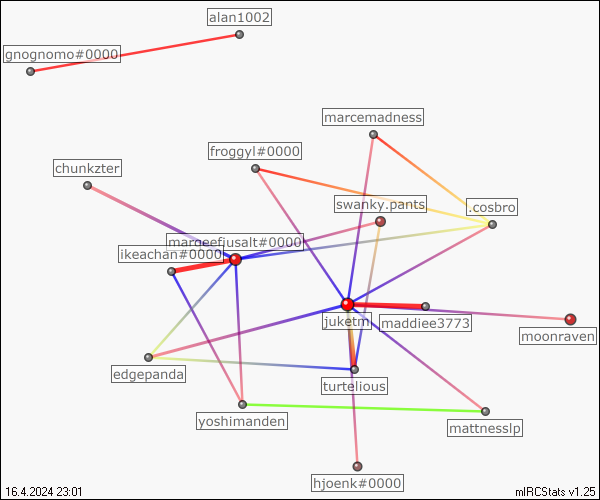 alan1002
gnognomo#0000
marcemadness
froggyl#0000
chunkzter
swanky.pants
.cosbro
marqeefjusalt#0000
ikeachan#0000
juketm
maddiee3773
moonraven
edgepanda
turtelious
yoshimanden
mattnesslp
hjoenk#0000
16.4.2024 23:01
mIRCStats v1.25